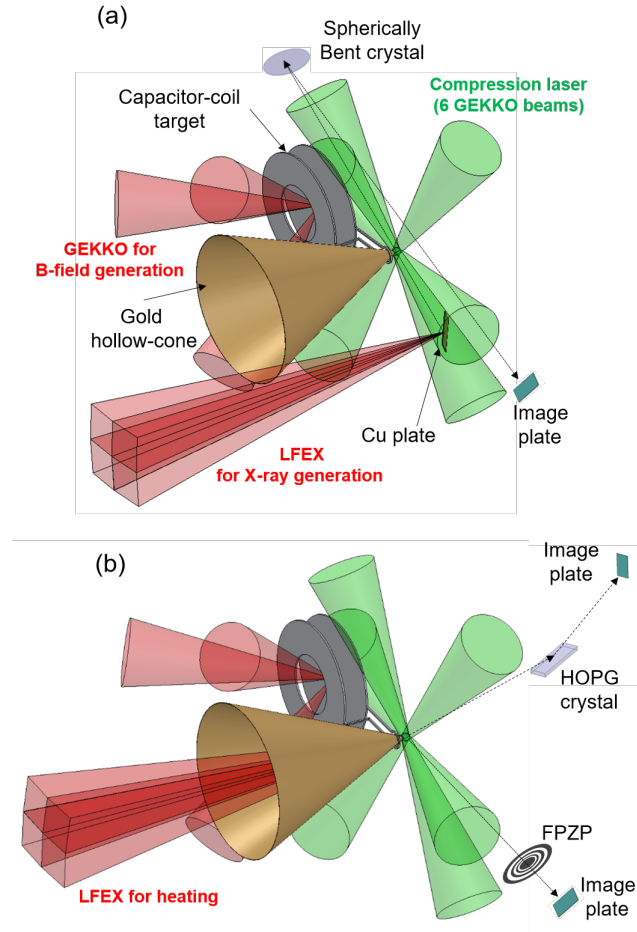 (a)
Spherically
Bent crystal
Compression laser
(6 GEKKO beams)
Capacitor-coil
target
GEKKO for
B-field generation
Gold
hollow-cone
Cu plate
Image
plate
LFEX
for X-ray generation
(b)
Image
plate
HOPG
crystal
FPZP
Image
plate
LFEX for heating